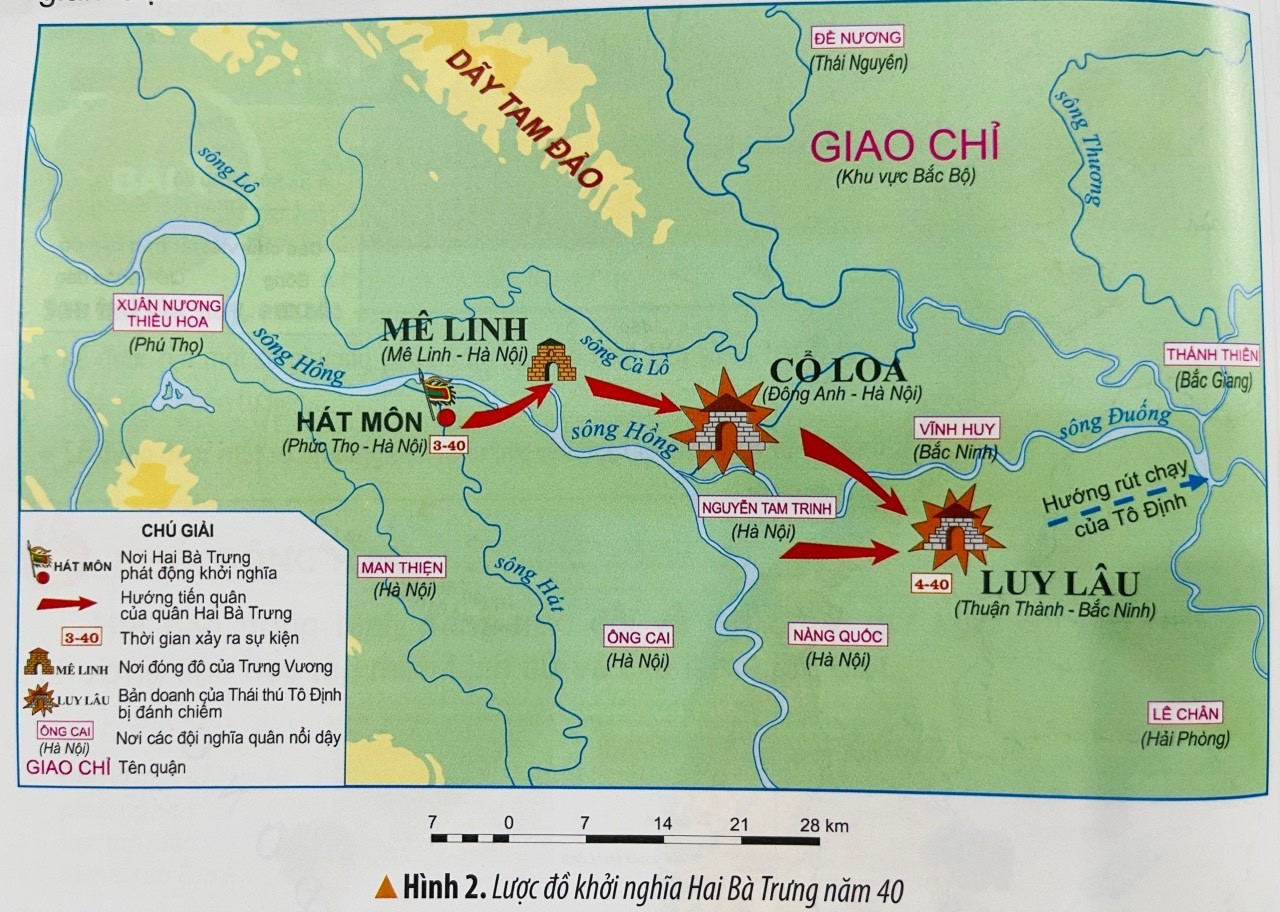 ĐỀ NƯƠNG
(Thái Nguyên)
DÃY TAM ĐẢO
GIAO CHỈ
(Khu vực Bắc Bộ)
sông Thương
sông Lô
XUÂN NƯƠNG
THIỀU HOA
(Phú Thọ)
sông Hồng
MÊ LINH
(Mê Linh - Hà Nội)
sông Cà Lồ
CỔ LOA
(Đông Anh - Hà Nội)
THÁNH THIÊN
(Bắc Giang)
HÁT MÔN
(Phúc Thọ - Hà Nội)
3-40
sông Hồng
VĨNH HUY
(Bắc Ninh)
sông Đuống
NGUYỄN TAM TRINH
(Hà Nội)
Hướng rút chạy
của Tô Định
MAN THIỆN
(Hà Nội)
sông Hát
4-40
LUY LÂU
(Thuận Thành - Bắc Ninh)
ÔNG CAI
(Hà Nội)
NÀNG QUỐC
(Hà Nội)
LÊ CHÂN
(Hải Phòng)
CHÚ GIẢI
HÁT MÔN
Nơi Hai Bà Trưng
phát động khởi nghĩa
Hướng tiến quân
của quân Hai Bà Trưng
3-40
Thời gian xảy ra sự kiện
MÊ LINH
Nơi đóng đô của Trưng Vương
LUY LÂU
Bản doanh của Thái thú Tô Định
bị đánh chiếm
ÔNG CAI
(Hà Nội)
Nơi các đội nghĩa quân nổi dậy
GIAO CHỈ
Tên quận
7 0 7 14 21 28 km
Hình 2. Lược đồ khởi nghĩa Hai Bà Trưng năm 40